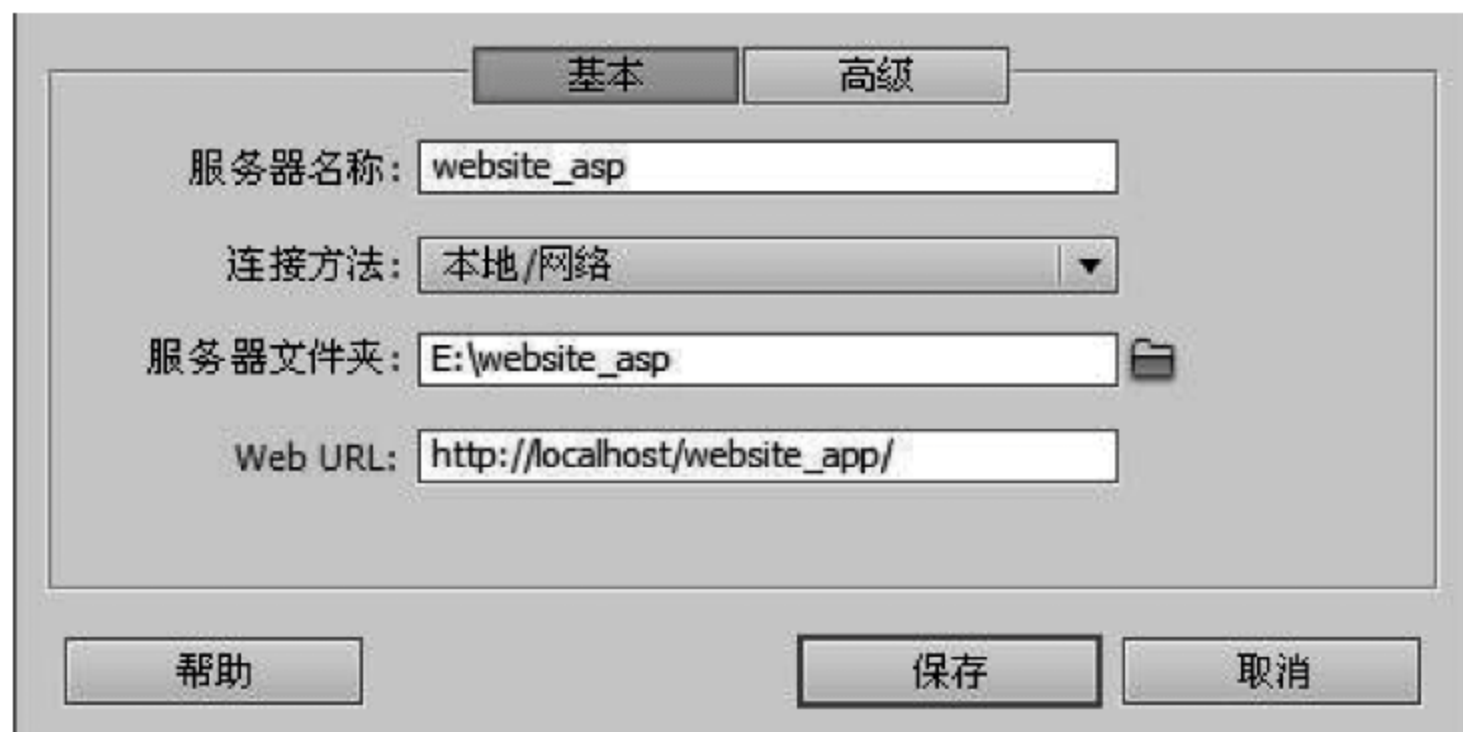 基本 高级
服务器名称: website_asp
连接方法: 本地/网络
服务器文件夹: E:\website_asp
Web URL: http://localhost/website_app/
帮助 保存 取消